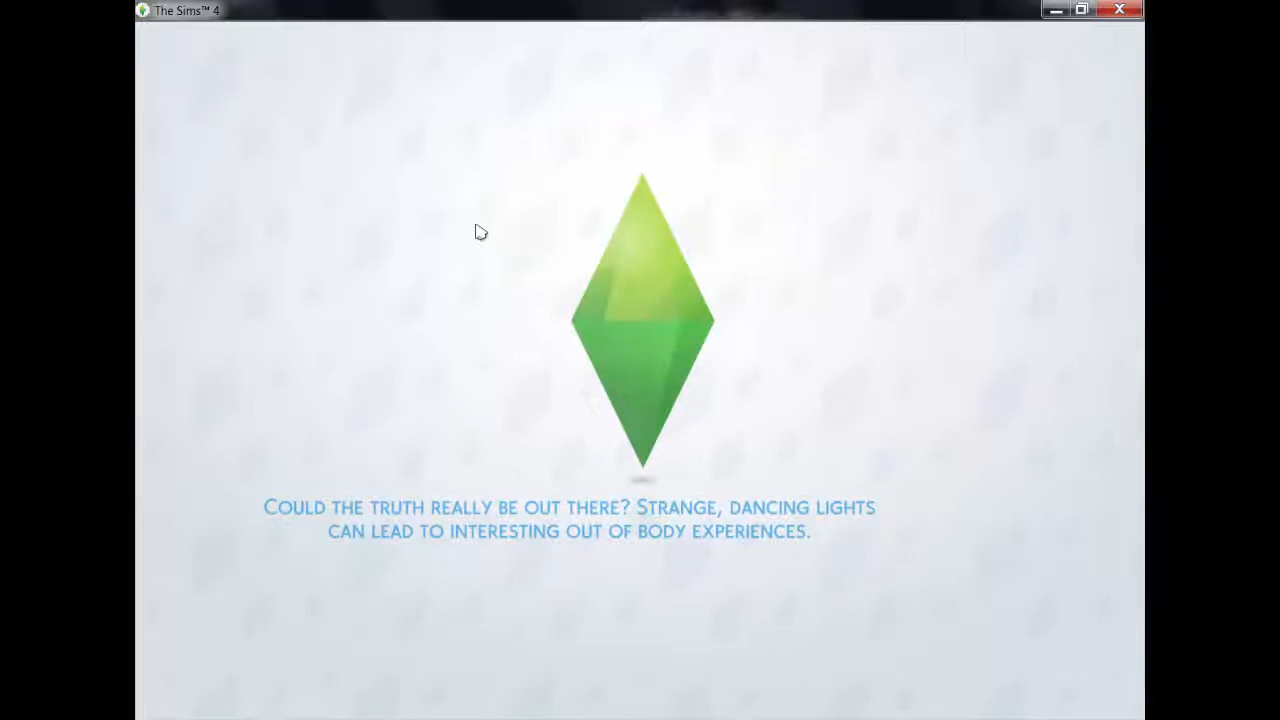 The Sims™ 4
COULD THE TRUTH REALLY BE OUT THERE? STRANGE, DANCING LIGHTS
CAN LEAD TO INTERESTING OUT OF BODY EXPERIENCES.